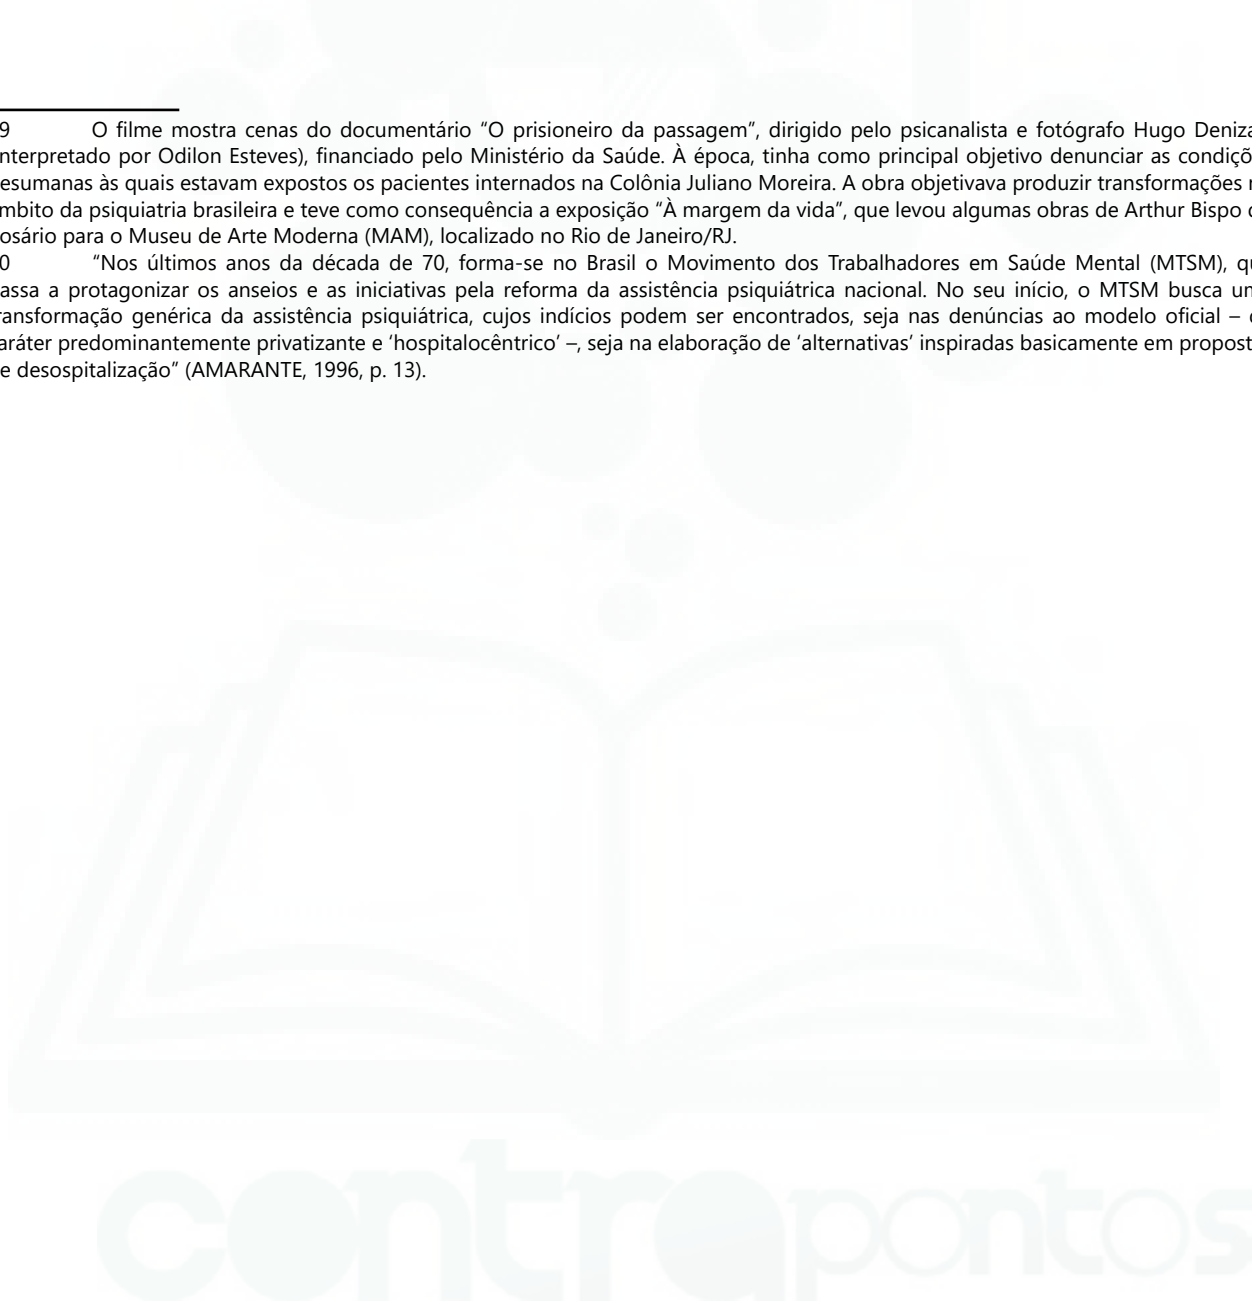 9 O filme mostra cenas do documentário “O prisioneiro da passagem”, dirigido pelo psicanalista e fotógrafo Hugo Deniza
nterpretado por Odilon Esteves), financiado pelo Ministério da Saúde. À época, tinha como principal objetivo denunciar as condiçõ
esumanas às quais estavam expostos os pacientes internados na Colônia Juliano Moreira. A obra objetivava produzir transformações n
mbito da psiquiatria brasileira e teve como consequência a exposição “À margem da vida”, que levou algumas obras de Arthur Bispo d
osário para o Museu de Arte Moderna (MAM), localizado no Rio de Janeiro/RJ.
0 “Nos últimos anos da década de 70, forma-se no Brasil o Movimento dos Trabalhadores em Saúde Mental (MTSM), qu
assa a protagonizar os anseios e as iniciativas pela reforma da assistência psiquiátrica nacional. No seu início, o MTSM busca um
ransformação genérica da assistência psiquiátrica, cujos indícios podem ser encontrados, seja nas denúncias ao modelo oficial – d
aráter predominantemente privatizante e ‘hospitalocêntrico’ –, seja na elaboração de ‘alternativas’ inspiradas basicamente em propost
e desospitalização” (AMARANTE, 1996, p. 13).
contrapontos